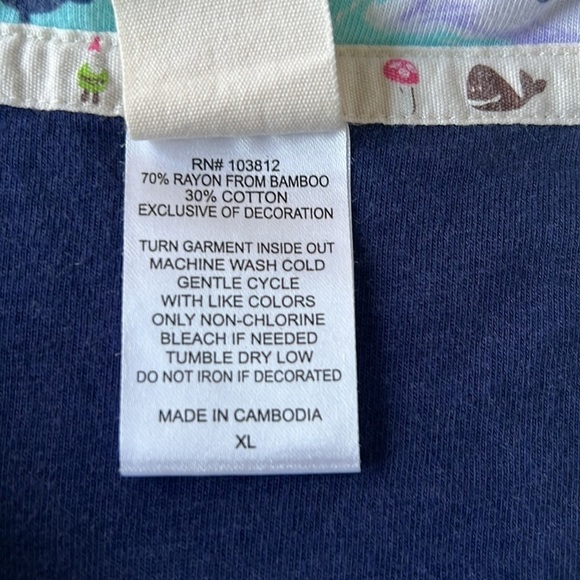 RN# 103812
70% RAYON FROM BAMBOO
30% COTTON
EXCLUSIVE OF DECORATION
TURN GARMENT INSIDE OUT
MACHINE WASH COLD
GENTLE CYCLE
WITH LIKE COLORS
ONLY NON-CHLORINE
BLEACH IF NEEDED
TUMBLE DRY LOW
DO NOT IRON IF DECORATED
MADE IN CAMBODIA
XL